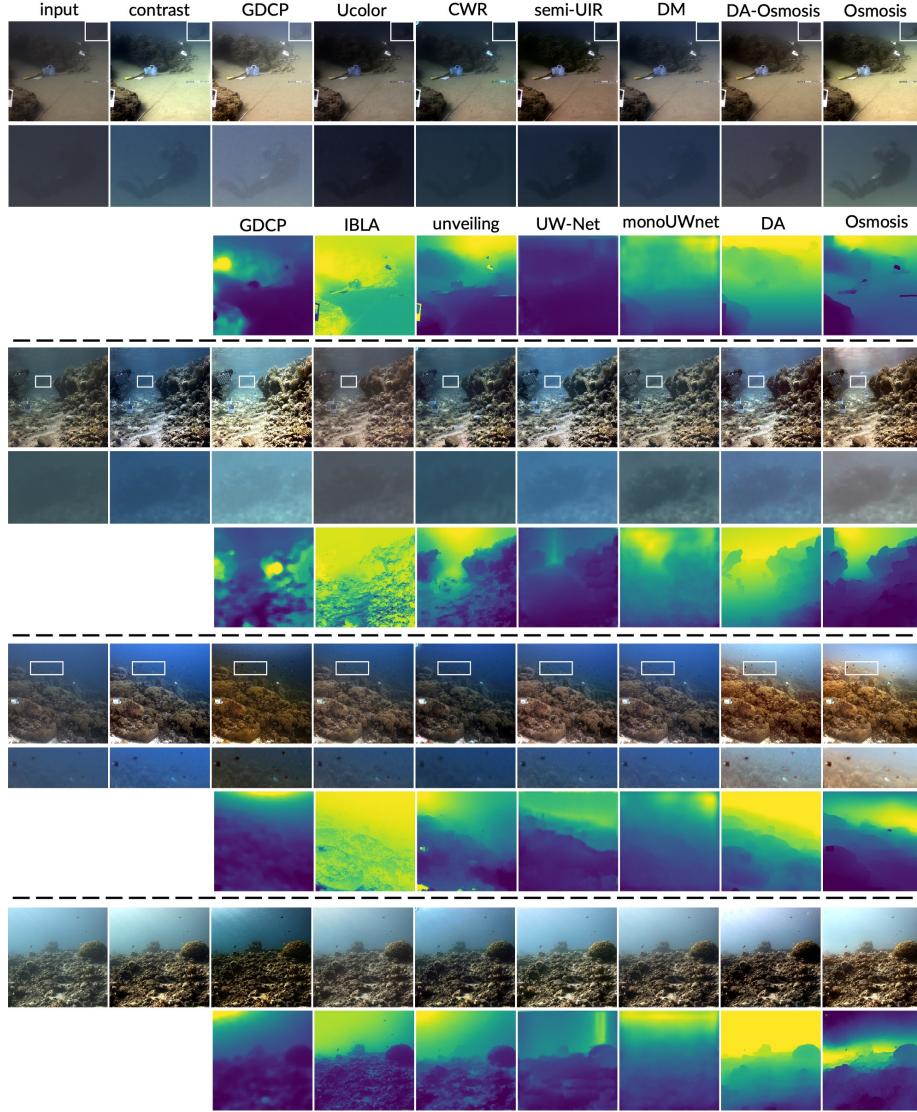 input contrast GDCP Ucolor CWR semi-UIR DM DA-Osmosis Osmosis
GDCP IBLA unveiling UW-Net monoUWnet DA Osmosis